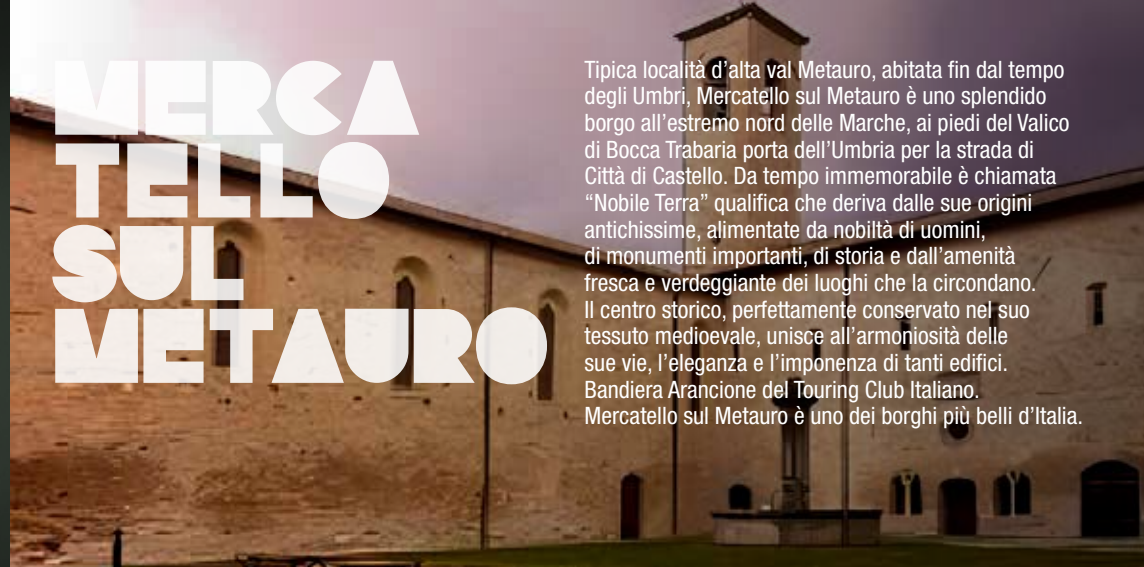 MERCA
TELLO
SUL
METAURO
Tipica località d'alta val Metauro, abitata fin dal tempo
degli Umbri, Mercatello sul Metauro è uno splendido
borgo all'estremo nord delle Marche, ai piedi del Valico
di Bocca Trabaria porta dell'Umbria per la strada di
Città di Castello. Da tempo immemorabile è chiamata
“Nobile Terra” qualifica che deriva dalle sue origini
antichissime, alimentate da nobiltà di uomini,
di monumenti importanti, di storia e dall'amenità
fresca e verdeggiante dei luoghi che la circondano.
Il centro storico, perfettamente conservato nel suo
tessuto medioevale, unisce all'armoniosità delle
sue vie, l'eleganza e l'imponenza di tanti edifici.
Bandiera Arancione del Touring Club Italiano.
Mercatello sul Metauro è uno dei borghi più belli d'Italia.